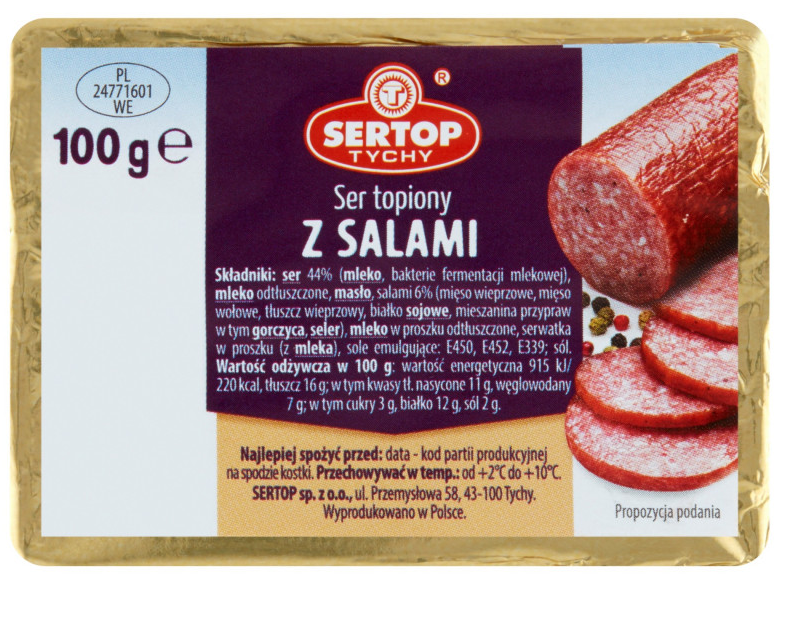 PL
24771601
WE
100 g ℮
T
®
SERTOP
TYCHY
Ser topiony
Z SALAMI
Składniki: ser 44% (mleko, bakterie fermentacji mlekowej),
mleko odtłuszczone, masło, salami 6% (mięso wieprzowe, mięso
wołowe, tłuszcz wieprzowy, białko sojowe, mieszanina przypraw
w tym gorczyca, seler), mleko w proszku odtłuszczone, serwatka
w proszku (z mleka), sole emulgujące: E450, E452, E339; sól.
Wartość odżywcza w 100 g: wartość energetyczna 915 kJ/
220 kcal, tłuszcz 16 g; w tym kwasy tł. nasycone 11 g, węglowodany
7 g; w tym cukry 3 g, białko 12 g, sól 2 g.
Najlepiej spożyć przed: data - kod partii produkcyjnej
na spodzie kostki. Przechowywać w temp.: od +2°C do +10°C.
SERTOP sp. z o.o., ul. Przemysłowa 58, 43-100 Tychy.
Wyprodukowano w Polsce.
Propozycja podania